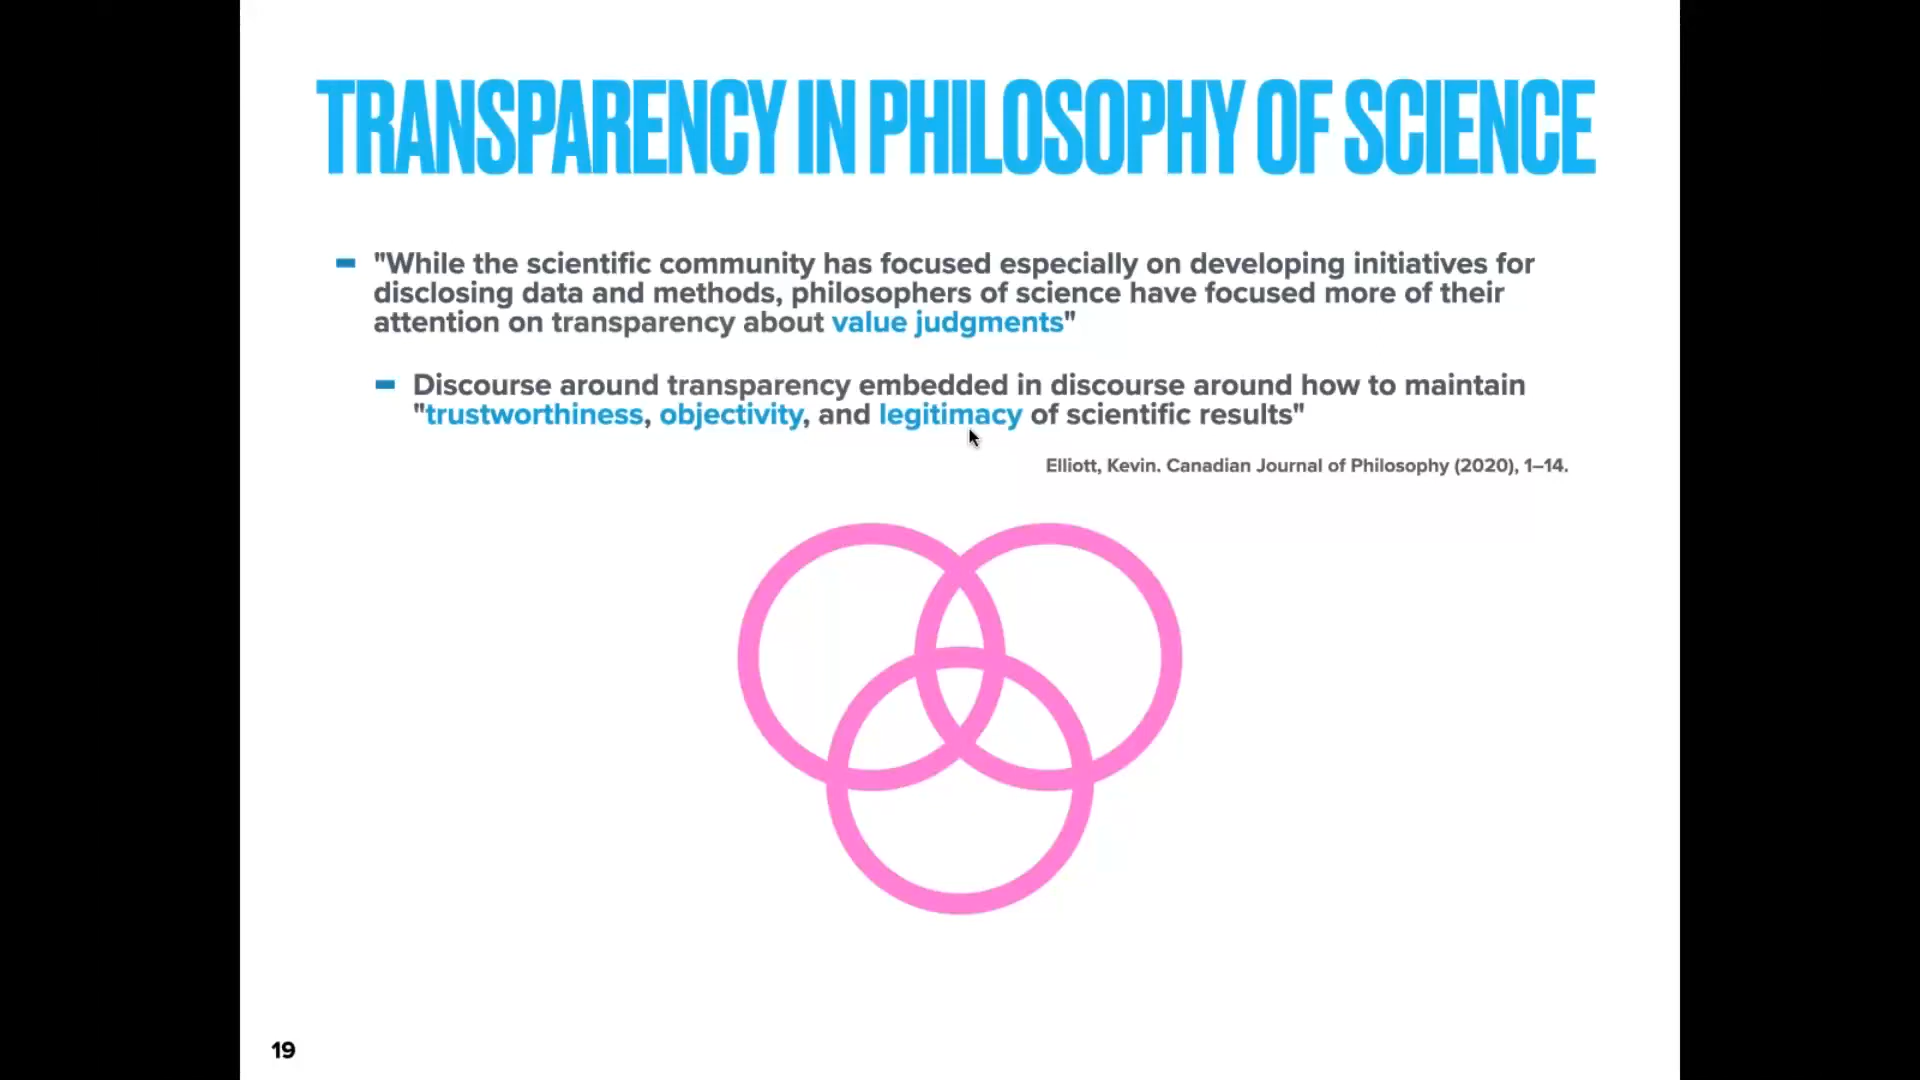 TRANSPARENCY IN PHILOSOPHY OF SCIENCE
"While the scientific community has focused especially on developing initiatives for
disclosing data and methods, philosophers of science have focused more of their
attention on transparency about value judgments"
Discourse around transparency embedded in discourse around how to maintain
"trustworthiness, objectivity, and legitimacy of scientific results"
Elliott, Kevin. Canadian Journal of Philosophy (2020), 1–14.
19